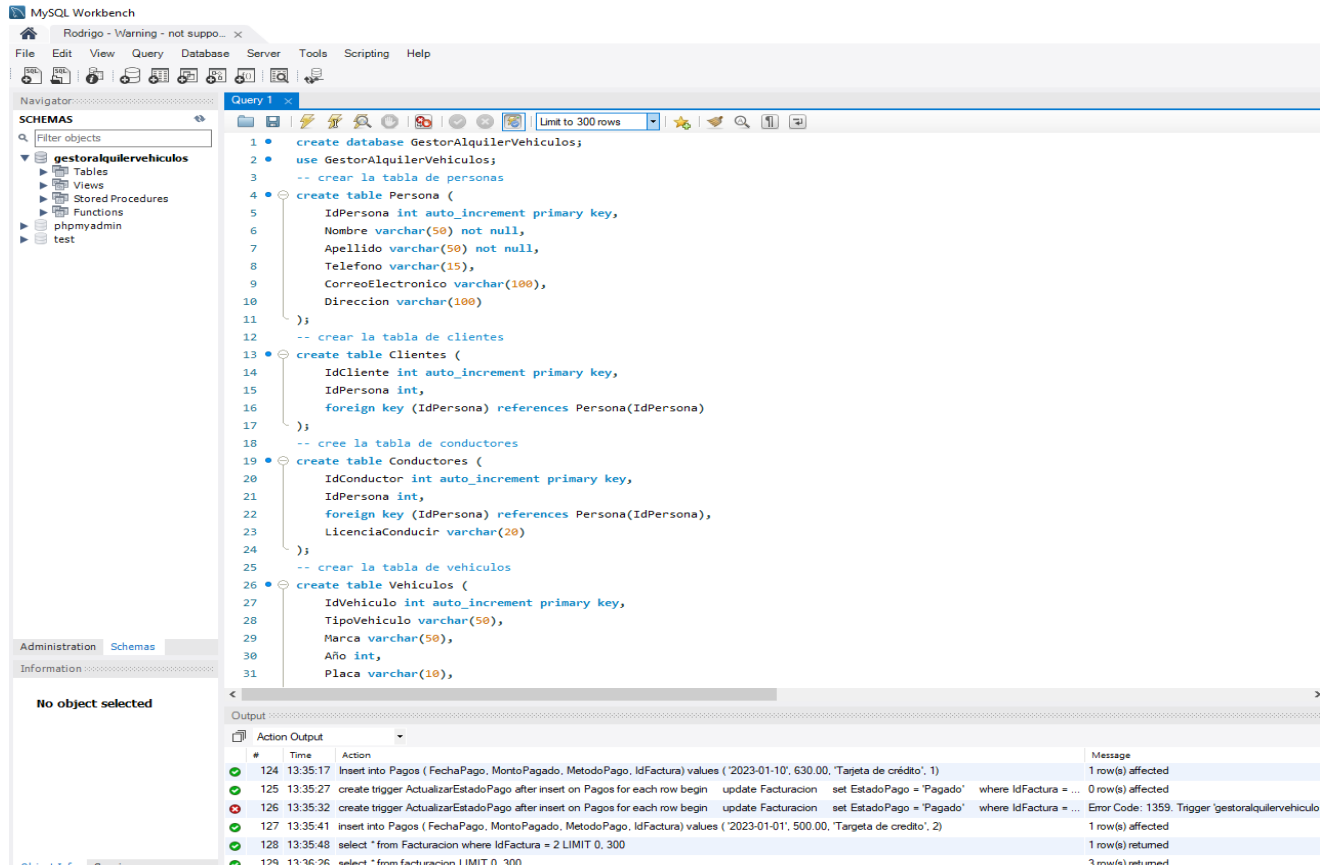 MySQL Workbench
Rodrigo - Warning - not suppo...
File Edit View Query Database Server Tools Scripting Help
Navigator
SCHEMAS
Filter objects
gestoralquilervehiculos
Tables
Views
Stored Procedures
Functions
phpmyadmin
test
Administration Schemas
Information
No object selected
Query 1
Limit to 300 rows
1 create database GestorAlquilerVehiculos;
2 use GestorAlquilerVehiculos;
3 -- crear la tabla de personas
4 create table Persona (
5 IdPersona int auto_increment primary key,
6 Nombre varchar(50) not null,
7 Apellido varchar(50) not null,
8 Telefono varchar(15),
9 CorreoElectronico varchar(100),
10 Direccion varchar(100)
11 );
12 -- crear la tabla de clientes
13 create table Clientes (
14 IdCliente int auto_increment primary key,
15 IdPersona int,
16 foreign key (IdPersona) references Persona(IdPersona)
17 );
18 -- cree la tabla de conductores
19 create table Conductores (
20 IdConductor int auto_increment primary key,
21 IdPersona int,
22 foreign key (IdPersona) references Persona(IdPersona),
23 LicenciaConducir varchar(20)
24 );
25 -- crear la tabla de vehiculos
26 create table Vehiculos (
27 IdVehiculo int auto_increment primary key,
28 TipoVehiculo varchar(50),
29 Marca varchar(50),
30 Año int,
31 Placa varchar(10),
Output
Action Output
# Time Action Message
124 13:35:17 Insert into Pagos ( FechaPago, MontoPagado, MetodoPago, IdFactura) values ( '2023-01-10', 630.00, 'Tarjeta de crédito', 1) 1 row(s) affected
125 13:35:27 create trigger ActualizarEstadoPago after insert on Pagos for each row begin update Facturacion set EstadoPago = 'Pagado' where IdFactura = ... 0 row(s) affected
126 13:35:32 create trigger ActualizarEstadoPago after insert on Pagos for each row begin update Facturacion set EstadoPago = 'Pagado' where IdFactura = ... Error Code: 1359. Trigger 'gestoralquilervehiculo
127 13:35:41 insert into Pagos ( FechaPago, MontoPagado, MetodoPago, IdFactura) values ( '2023-01-01', 500.00, 'Targeta de credito', 2) 1 row(s) affected
128 13:35:48 select * from Facturacion where IdFactura = 2 LIMIT 0, 300 1 row(s) returned
129 13:36:26 select * from facturacion LIMIT 0, 300 3 row(s) returned